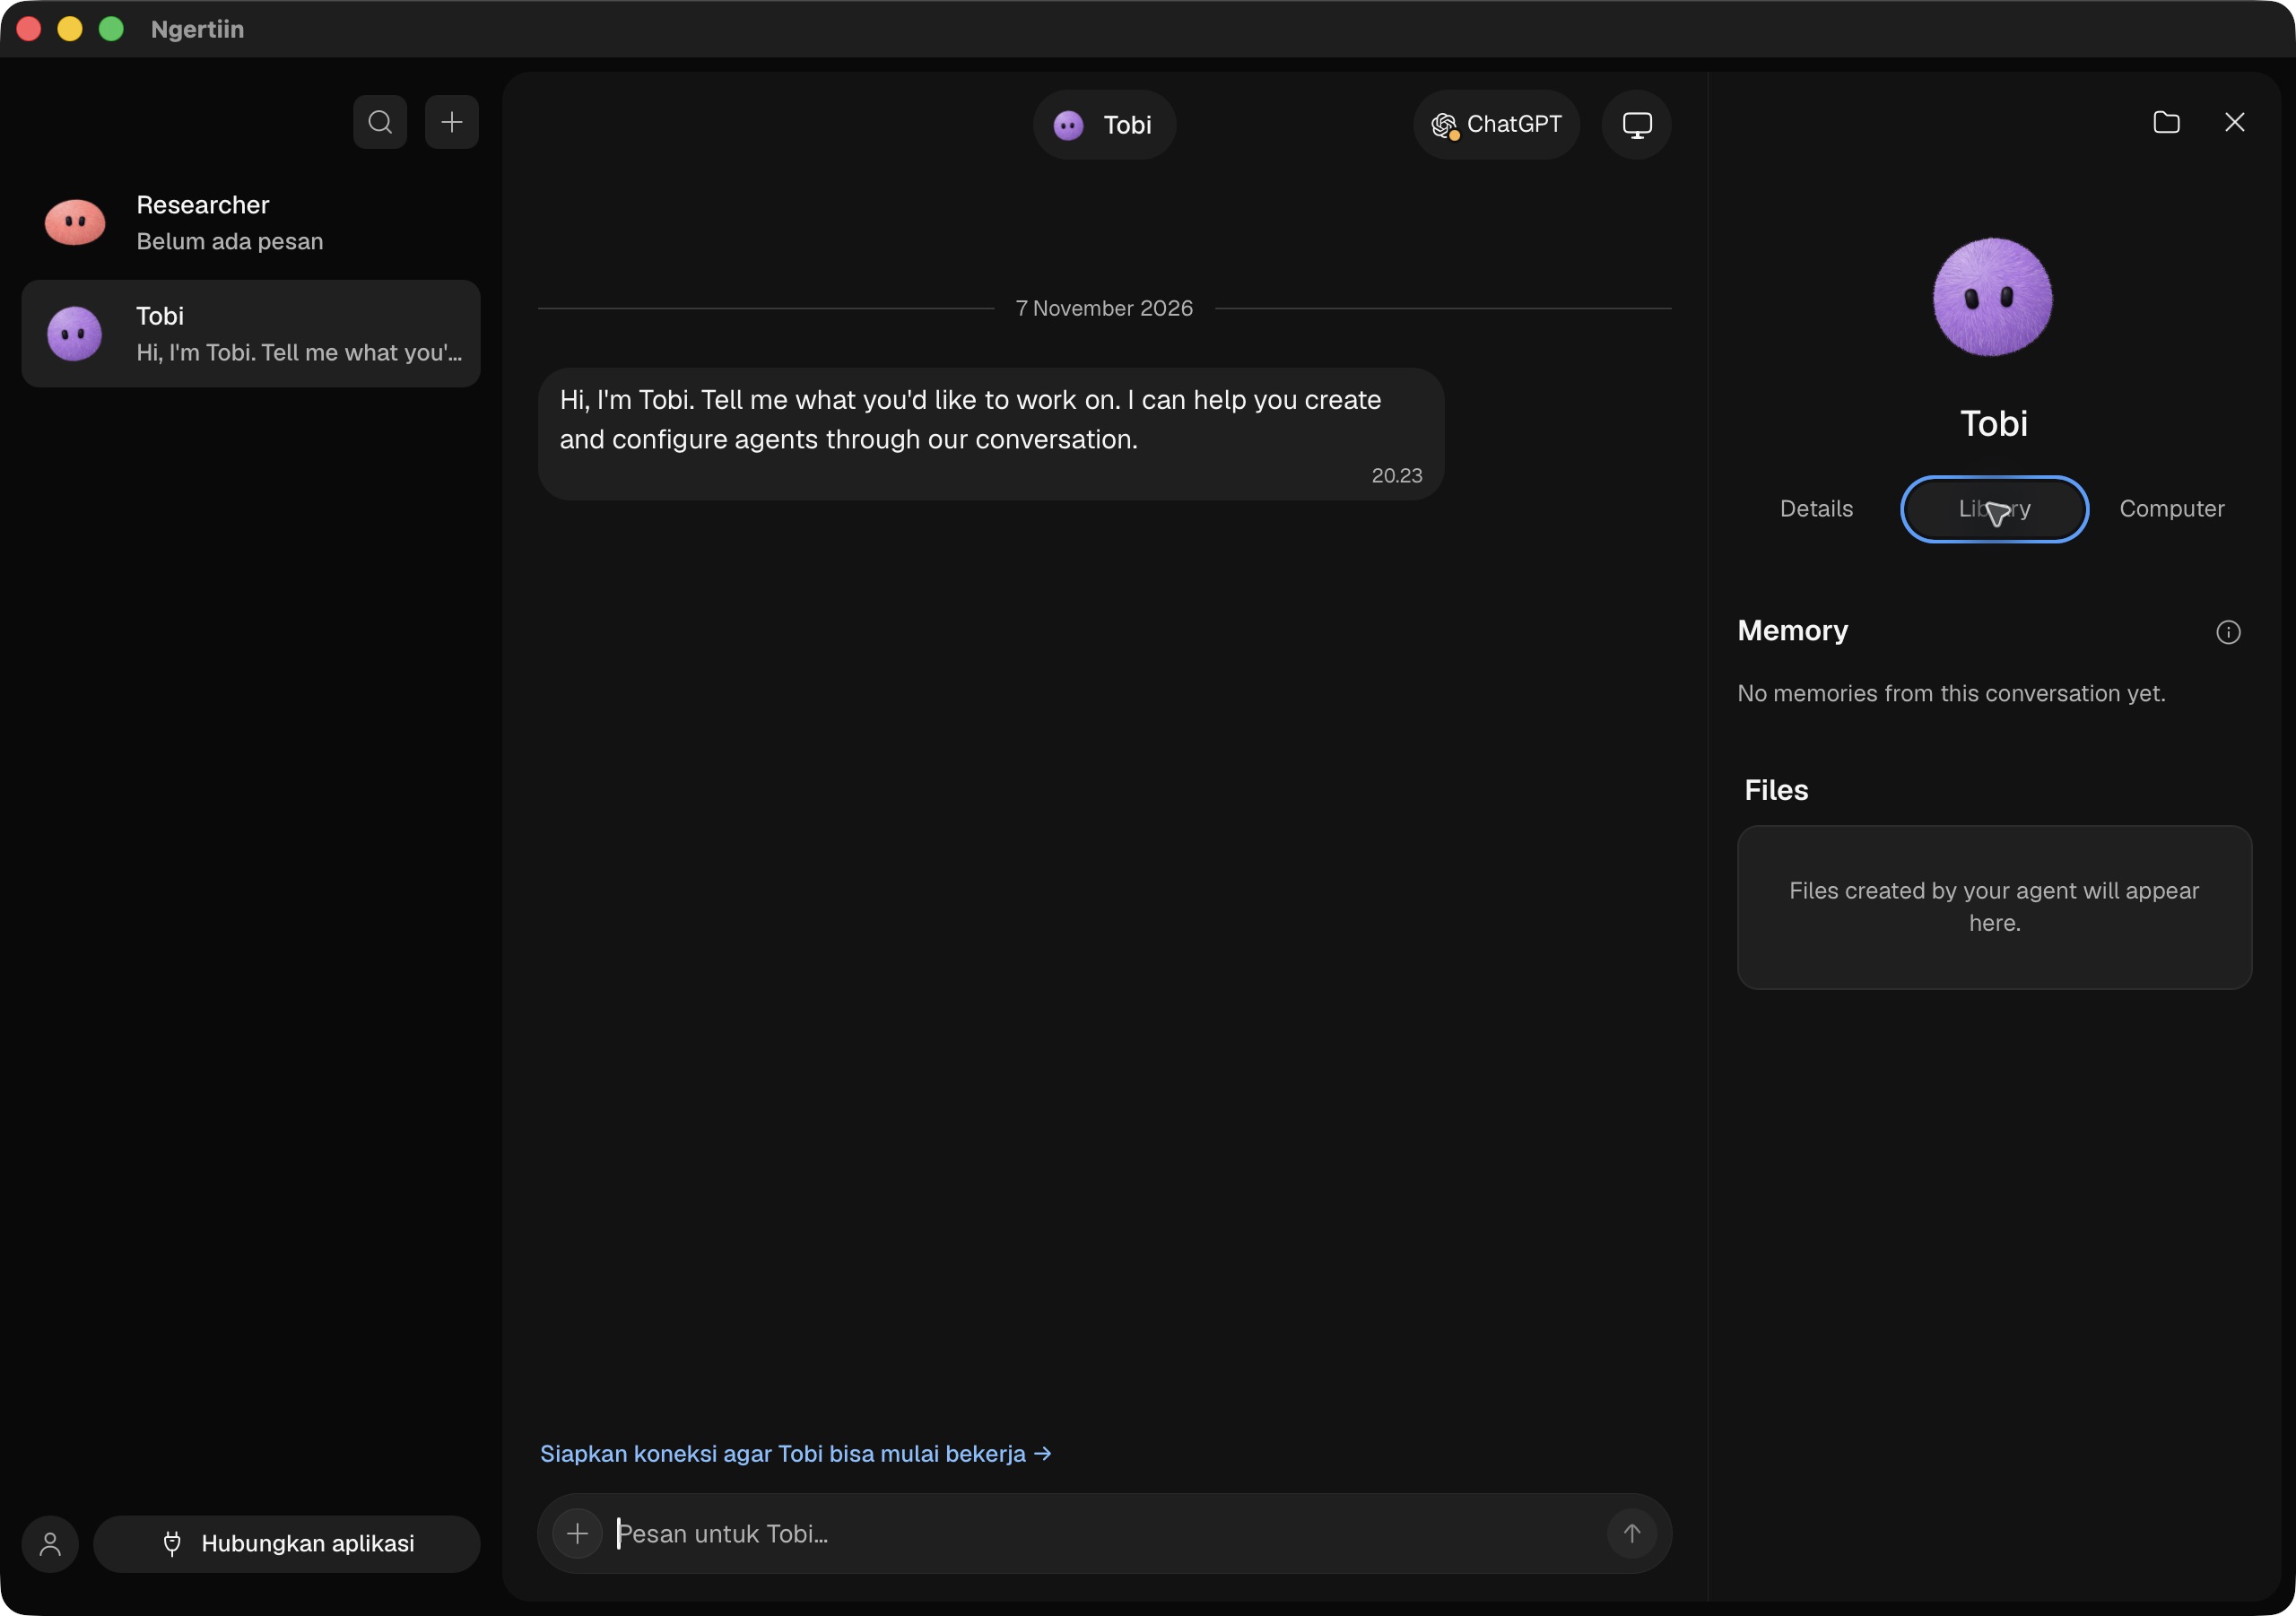 Ngertiin
Researcher
Belum ada pesan
Tobi
Hi, I'm Tobi. Tell me what you'...
Hubungkan aplikasi
Tobi
ChatGPT
7 November 2026
Hi, I'm Tobi. Tell me what you'd like to work on. I can help you create
and configure agents through our conversation.
20.23
Siapkan koneksi agar Tobi bisa mulai bekerja →
Pesan untuk Tobi...
Tobi
Details
Library
Computer
Memory
No memories from this conversation yet.
Files
Files created by your agent will appear
here.